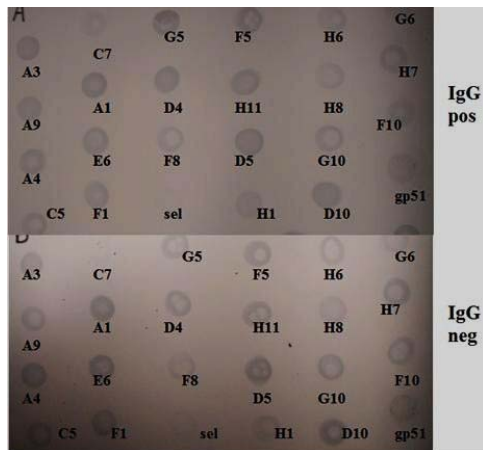 A
G6
G5 F5 H6
C7
A3 H7
A1 D4 H11 H8
A9 F10
E6 F8 D5 G10
A4
gp51
C5 F1 sel H1 D10
IgG
pos
B
G5 G6
A3 C7 F5 H6
H7
A1 D4 H11 H8
A9
E6 F8 F10
A4 D5 G10
C5 F1 sel H1 D10 gp51
IgG
neg